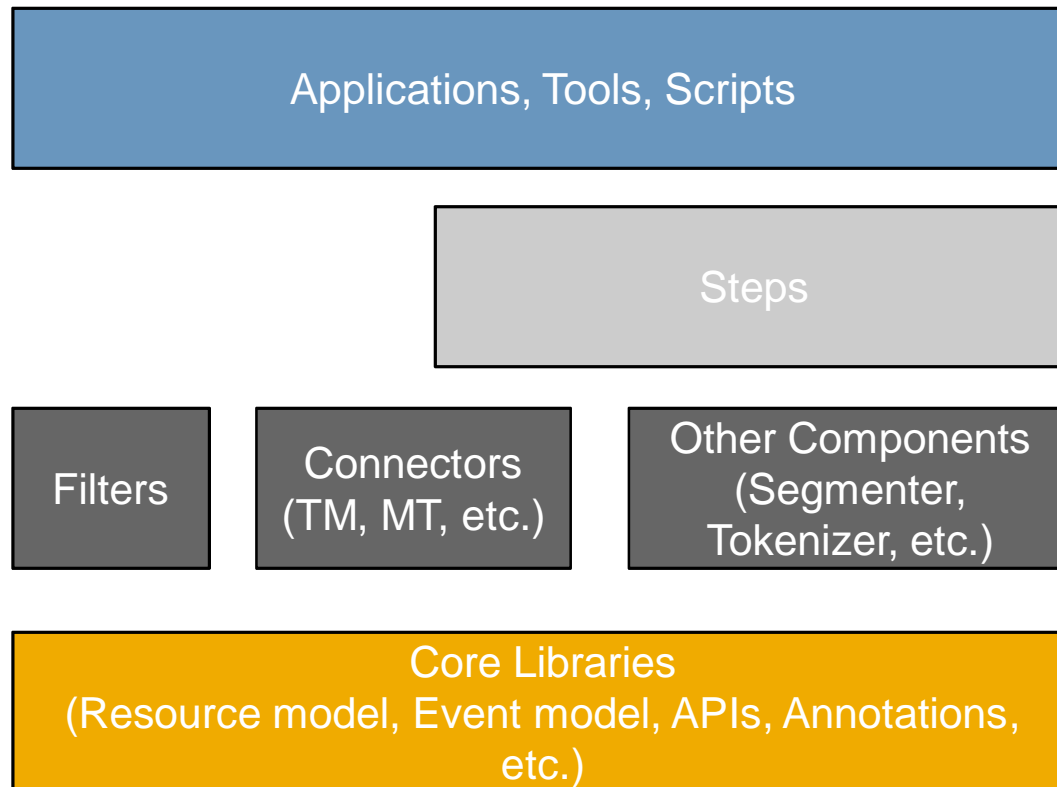 Applications, Tools, Scripts
Steps
Filters
Connectors
(TM, MT, etc.)
Other Components
(Segmenter,
Tokenizer, etc.)
Core Libraries
(Resource model, Event model, APIs, Annotations,
etc.)